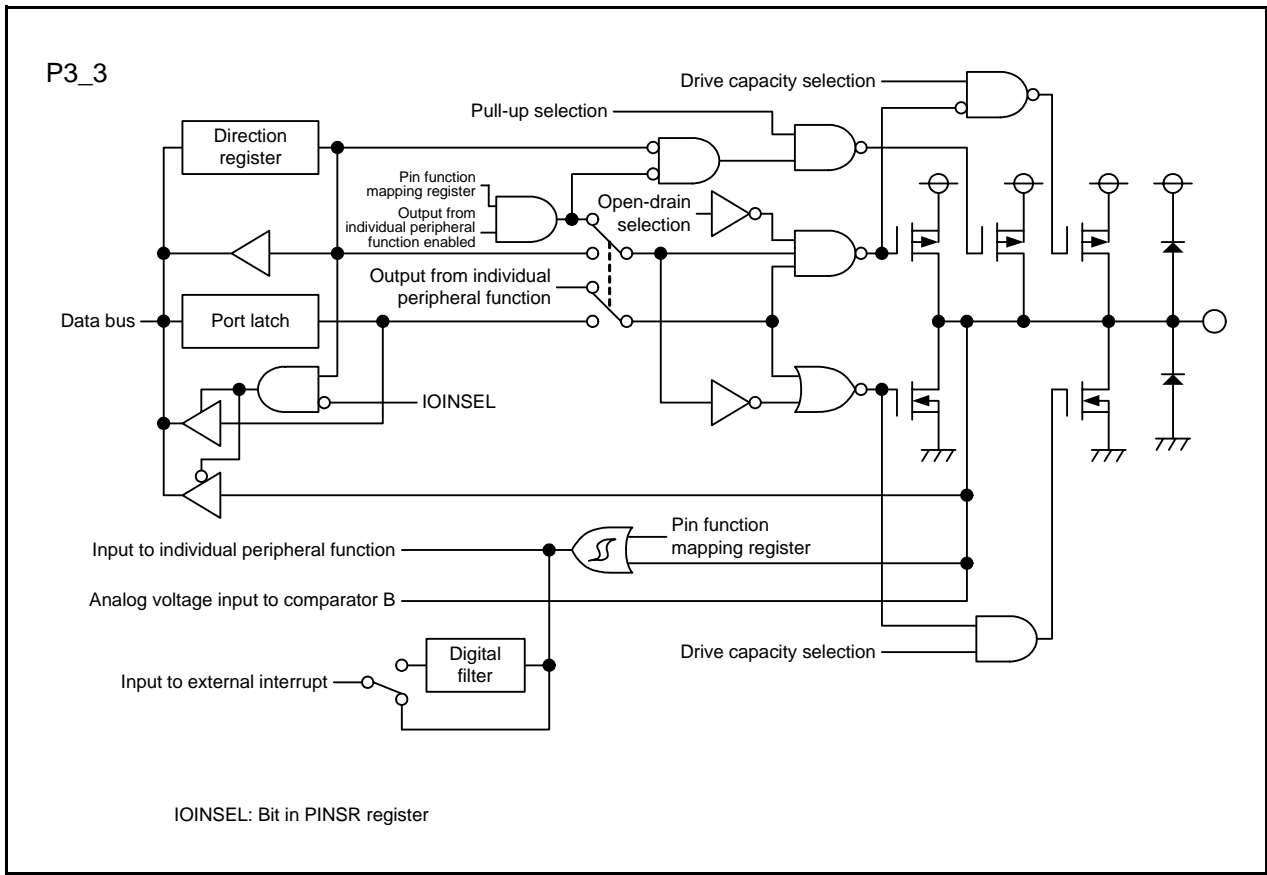 P3_3
Drive capacity selection
Pull-up selection
Direction
register
Pin function
mapping register
Output from
individual peripheral
function enabled
Open-drain
selection
Output from individual
peripheral function
Data bus
Port latch
IOINSEL
Pin function
mapping register
Input to individual peripheral function
Analog voltage input to comparator B
Digital
filter
Drive capacity selection
Input to external interrupt
IOINSEL: Bit in PINSR register